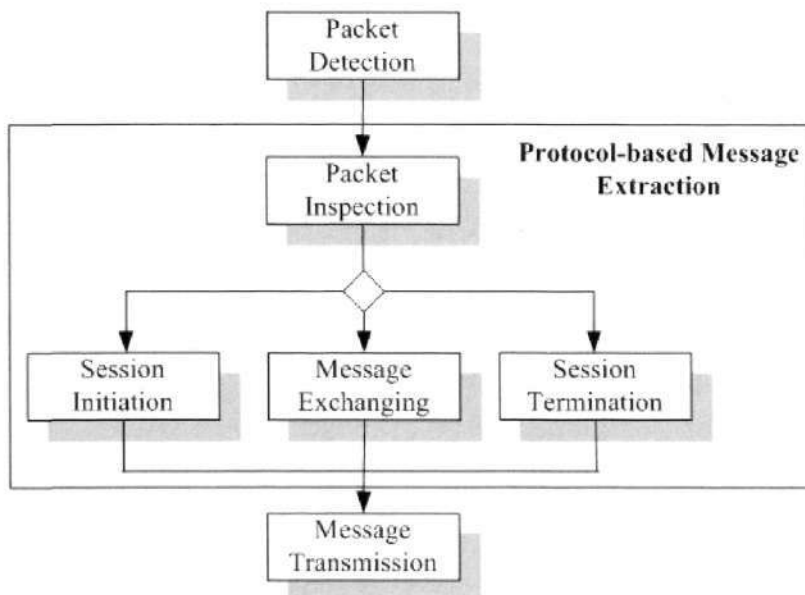 Packet
Detection
Protocol-based Message
Extraction
Packet
Inspection
Session
Initiation
Message
Exchanging
Session
Termination
Message
Transmission